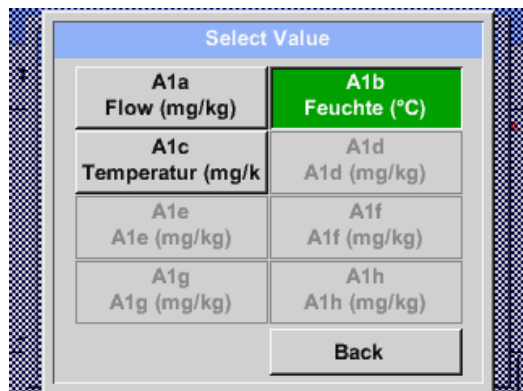 Select Value
A1a
Flow (mg/kg)
A1b
Feuchte (°C)
A1c
Temperatur (mg/k
A1d
A1d (mg/kg)
A1e
A1e (mg/kg)
A1f
A1f (mg/kg)
A1g
A1g (mg/kg)
A1h
A1h (mg/kg)
Back